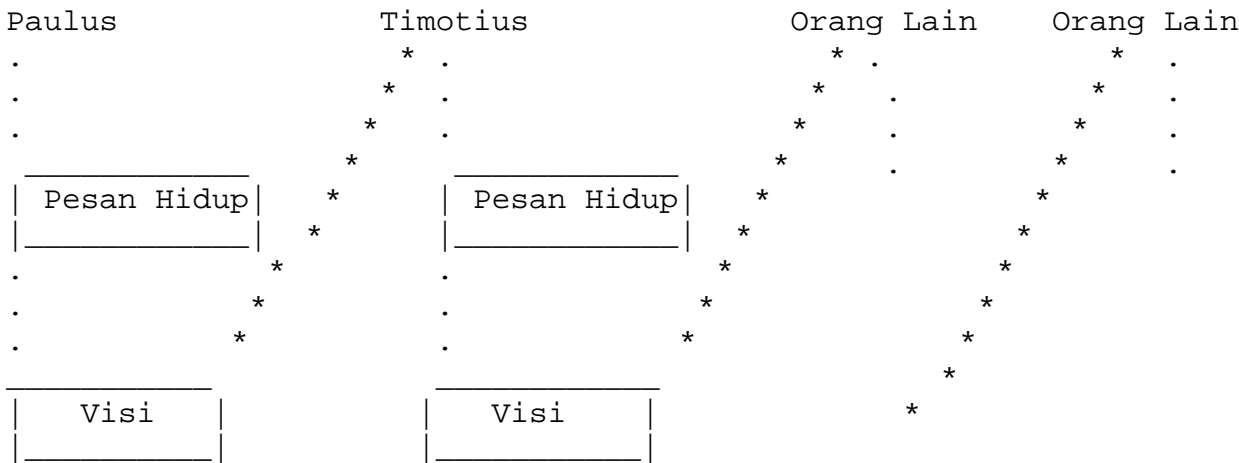 Paulus Timotius Orang Lain Orang Lain
Pesan Hidup Pesan Hidup
Visi Visi